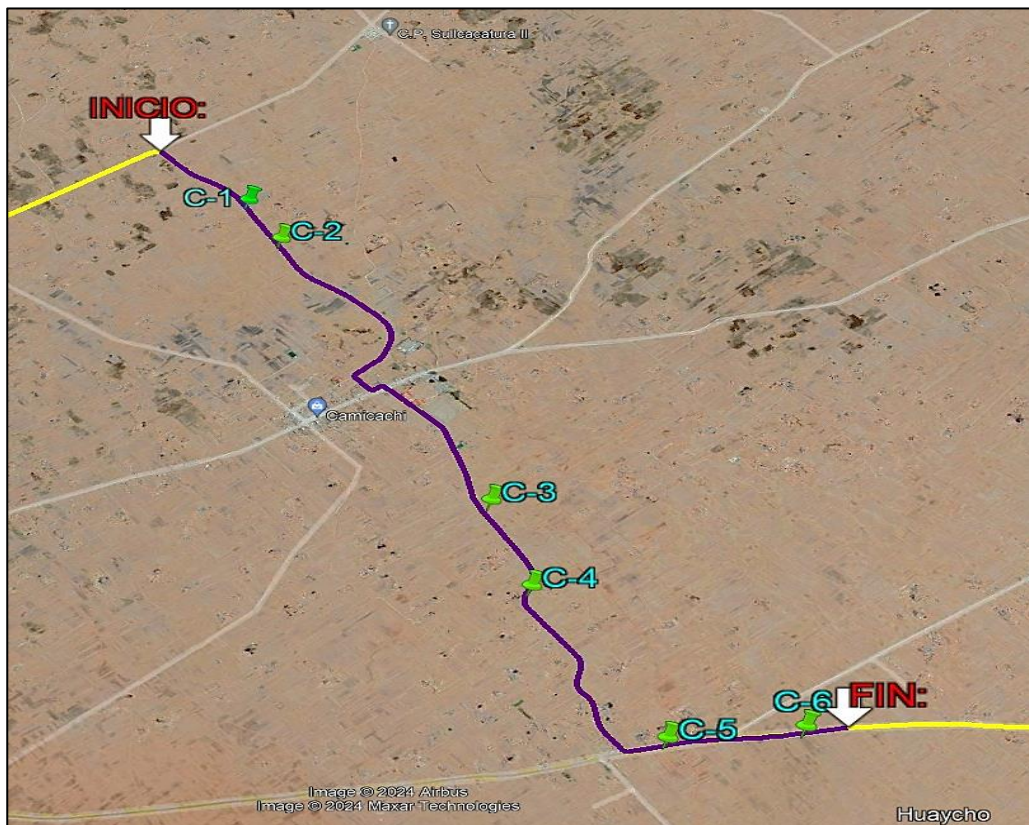 C.P. Sullcacatura II
INICIO:
C-1
C-2
Camicachi
C-3
C-4
C-6
FIN:
C-5
Image © 2024 Airbus
Image © 2024 Maxar Technologies
Huaycho